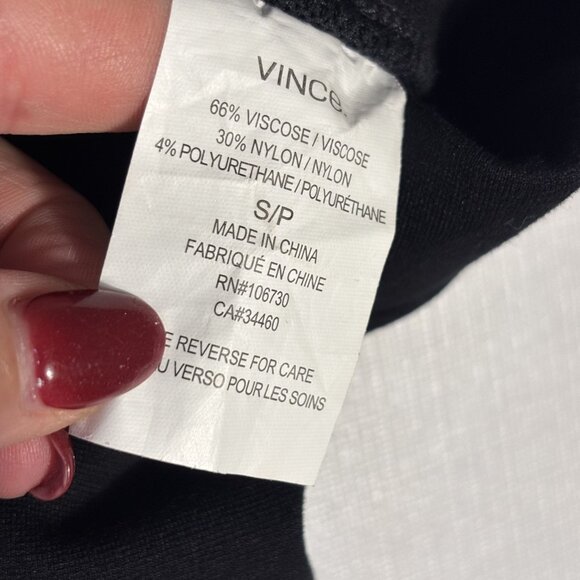 VINCE.
66% VISCOSE / VISCOSE
30% NYLON / NYLON
4% POLYURETHANE / POLYURÉTHANE
S/P
MADE IN CHINA
FABRIQUÉ EN CHINE
RN#106730
CA#34460
E REVERSE FOR CARE
U VERSO POUR LES SOINS